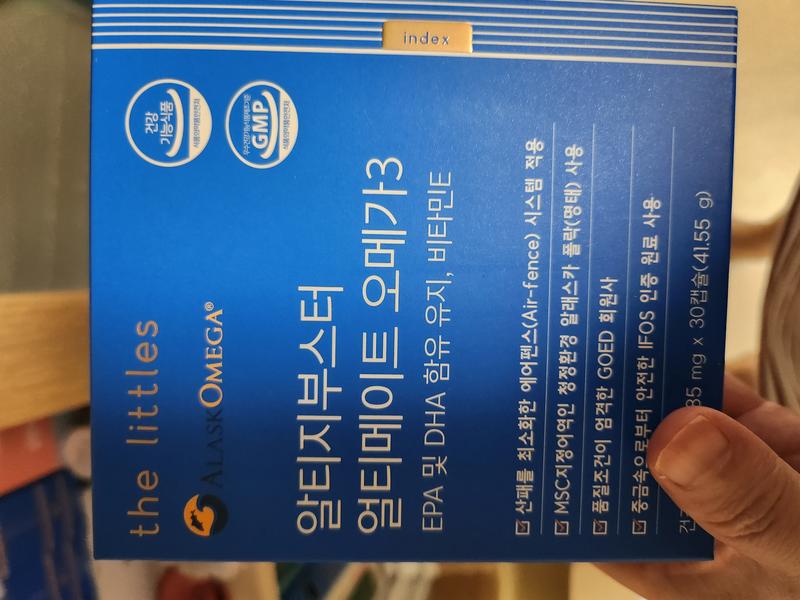 index
the littles
ALASKOMEGA®
건강
기능식품
식품의약품안전처
우수건강기능식품제조기준
GMP
식품의약품안전처
알티지부스터
얼티메이트 오메가3
EPA 및 DHA 함유 유지, 비타민E
산패를 최소화한 에어펜스(Air-fence) 시스템 적용
MSC지정어역인 청정환경 알래스카 폴락(명태) 사용
품질조건이 엄격한 GOED 회원사
중금속으로부터 안전한 IFOS 인증 원료 사용
mg x 30캡슐(41.55 g)